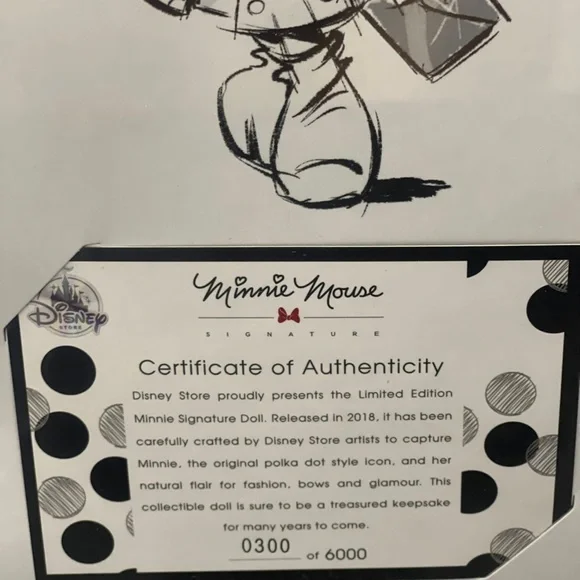 Minnie Mouse
SIGNATURE
DISNEY
STORE
Certificate of Authenticity
Disney Store proudly presents the Limited Edition
Minnie Signature Doll. Released in 2018, it has been
carefully crafted by Disney Store artists to capture
Minnie, the original polka dot style icon, and her
natural flair for fashion, bows and glamour. This
collectible doll is sure to be a treasured keepsake
for many years to come.
0300 of 6000